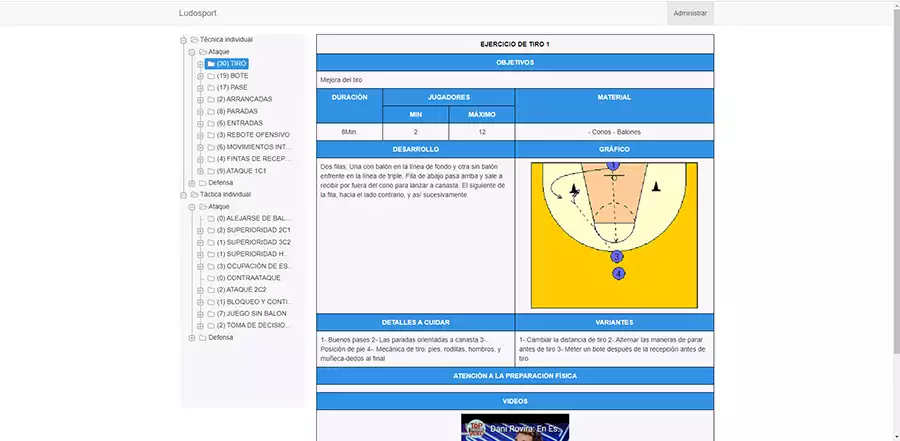 Ludosport
Administrar
Técnica individual
Ataque
(30) TIRO
(19) BOTE
(17) PASE
(2) ARRANCADAS
(8) PARADAS
(6) ENTRADAS
(3) REBOTE OFENSIVO
(6) MOVIMIENTOS INT...
(4) FINTAS DE RECEP...
(9) ATAQUE 1C1
Defensa
Táctica individual
Ataque
(0) ALEJARSE DE BAL...
(2) SUPERIORIDAD 2C1
(1) SUPERIORIDAD 3C2
(1) SUPERIORIDAD H...
(3) OCUPACIÓN DE ES...
(0) CONTRAATAQUE
(2) ATAQUE 2C2
(1) BLOQUEO Y CONTI...
(7) JUEGO SIN BALON
(2) TOMA DE DECISIO...
Defensa
EJERCICIO DE TIRO 1
OBJETIVOS
Mejora del tiro
DURACIÓN
JUGADORES
MATERIAL
MIN
MÁXIMO
8Min.
2
12
- Conos - Balones
DESARROLLO
GRÁFICO
Dos filas: Una con balón en la línea de fondo y otra sin balón
enfrente en la línea de triple. Fila de abajo pasa arriba y sale a
recibir por fuera del cono para lanzar a canasta. El siguiente de
la fila, hacia el lado contrario, y así sucesivamente.
1
3
4
DETALLES A CUIDAR
VARIANTES
1- Buenos pases 2- Las paradas orientadas a canasta 3-.
Posición de pie 4- Mecánica de tiro, pies, rodillas, hombros, y
muñeca-dedos al final
1- Cambiar la distancia de tiro 2- Alternar las maneras de parar
antes de tiro 3- Meter un bote después de la recepción antes de
tiro
ATENCIÓN A LA PREPARACIÓN FÍSICA
VIDEOS
Dani Rovira: En Es...